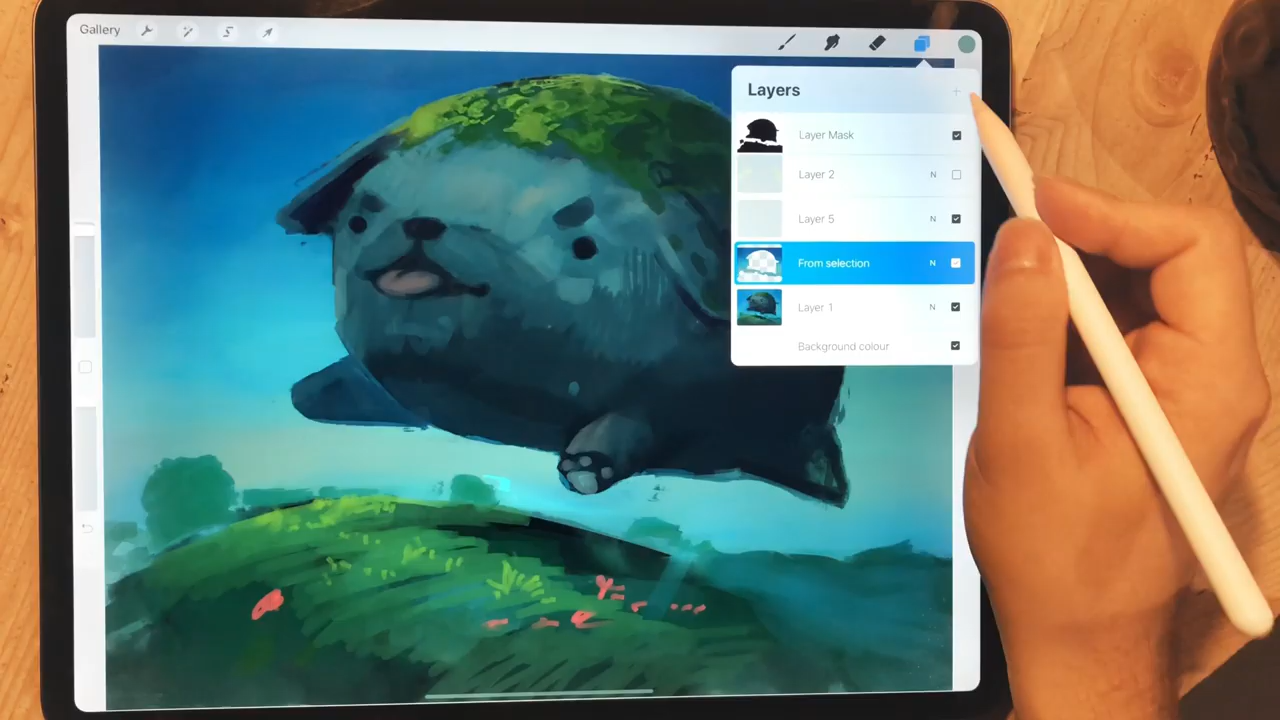 Gallery
Layers
Layer Mask
Layer 2 N
Layer 5 N
From selection N
Layer 1 N
Background colour